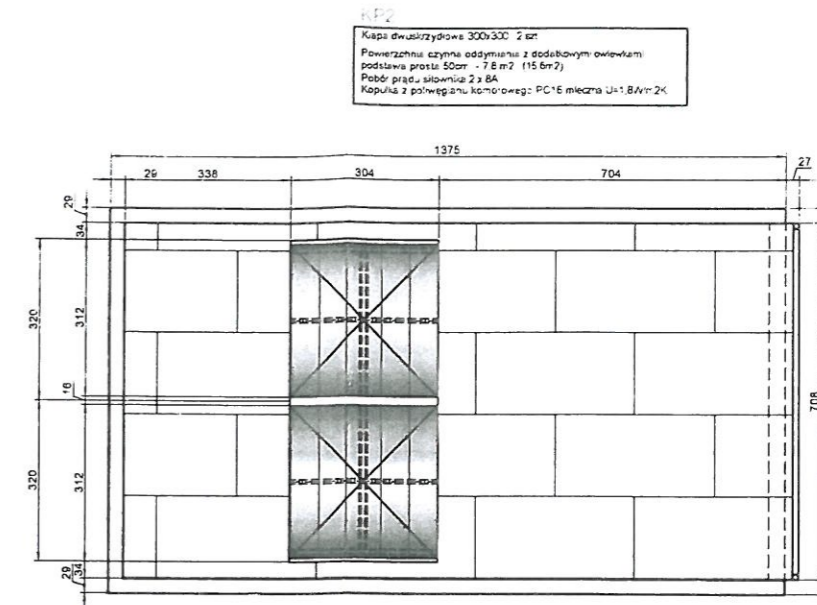 KP2
Klapa dwuskrzydłowa 300x300 2 szt
Powierzchnia czynna oddymiania z dodatkowymi owiewkami
podstawa prosta 50cm - 7.8 m2 (15.6m2)
Pobór prądu siłownika 2 x 8A
Kopułka z poliwęglanu komorowego PC16 mleczna U=1,8W/m2K
1375
29 338 304 704 27
29
34
320 312
16
708
320 312
34
29